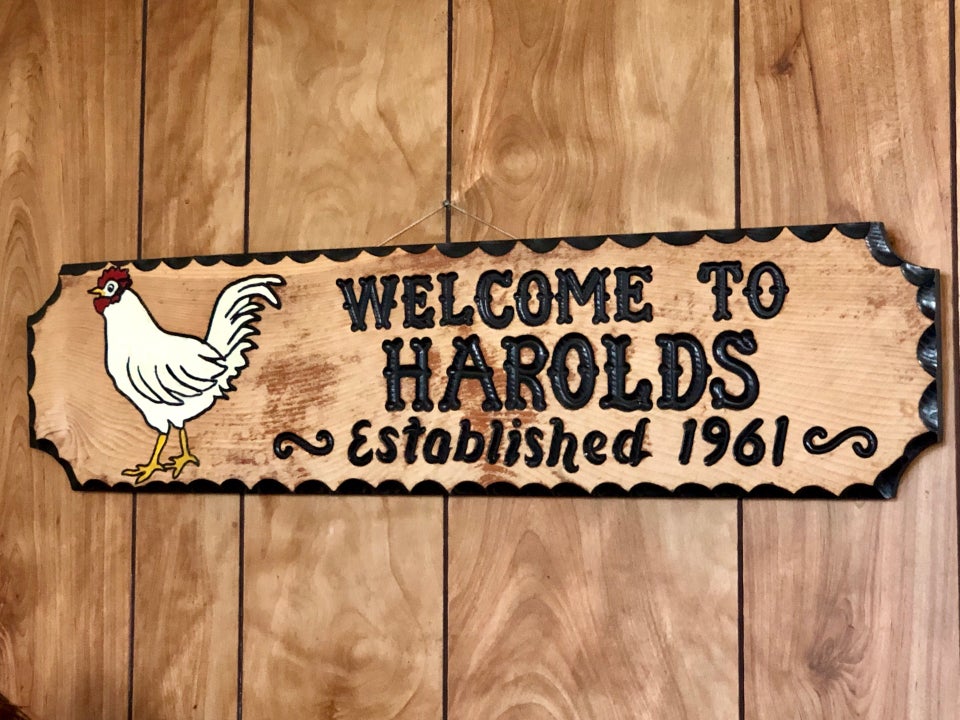 WELCOME TO
HAROLDS
Established 1961